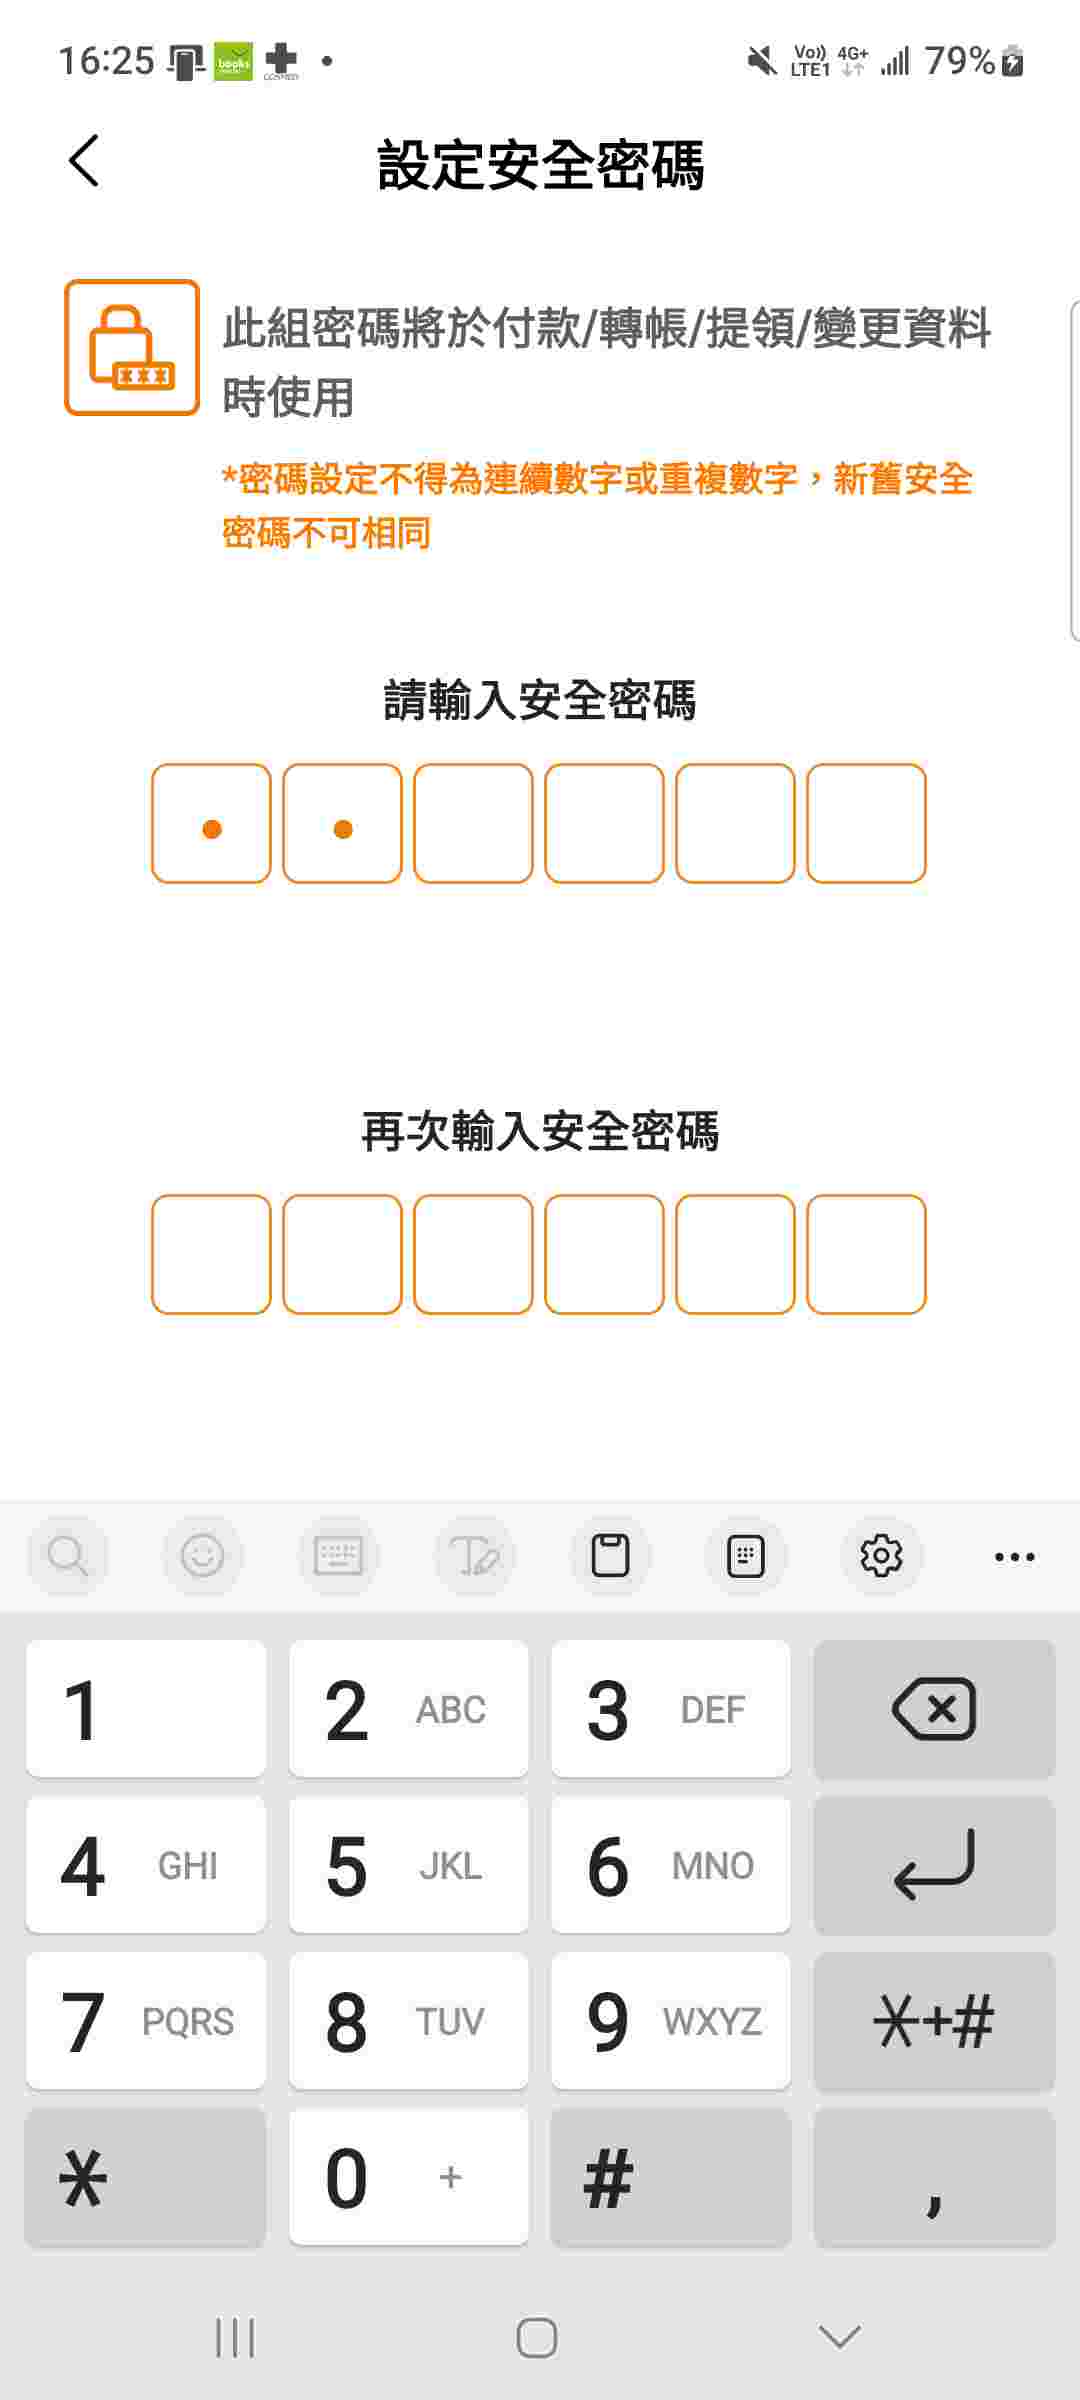 16:25 books Vo)) LTE1 4G+ 79%
設定安全密碼
此組密碼將於付款/轉帳/提領/變更資料
時使用
*密碼設定不得為連續數字或重複數字，新舊安全
密碼不可相同
請輸入安全密碼
再次輸入安全密碼
1 2 ABC 3 DEF
4 GHI 5 JKL 6 MNO
7 PQRS 8 TUV 9 WXYZ *+#
* 0 + # ,